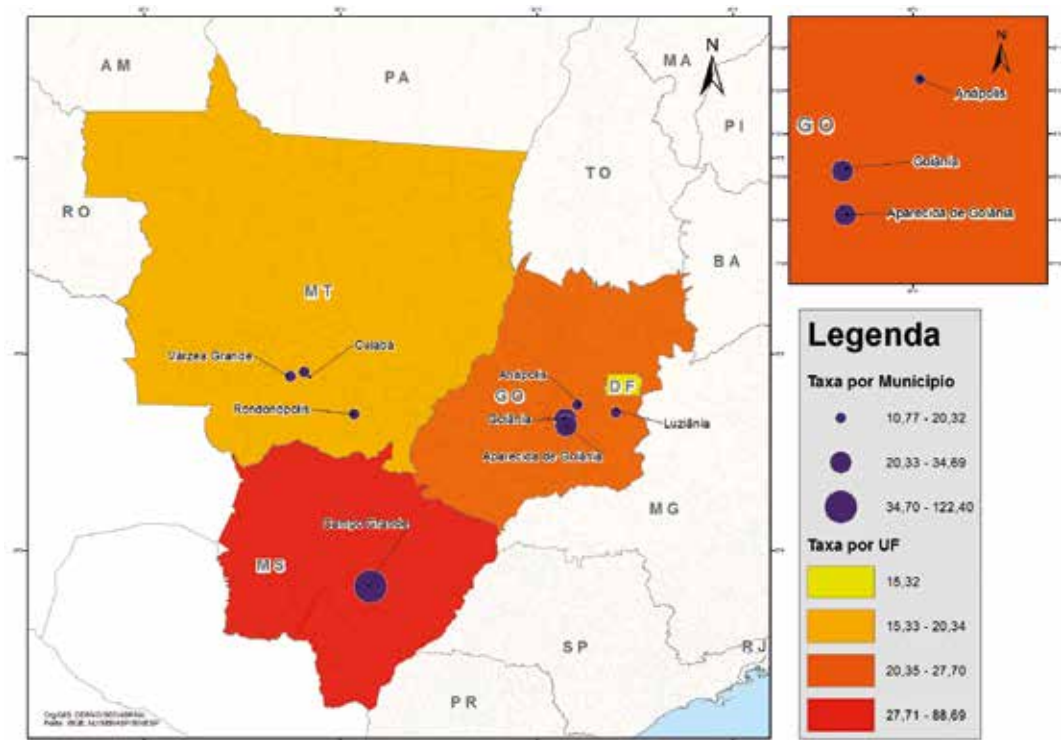 AM
PA
MA
N
PI
TO
RO
BA
MT
Várzea Grande
Cuiabá
Rondonópolis
Anápolis
DF
GO
Goiânia
Luziânia
Aparecida de Goiânia
MG
Campo Grande
MS
SP
RJ
PR
N
Anápolis
GO
Goiânia
Aparecida de Goiânia
Legenda
Taxa por Município
10,77 - 20,32
20,33 - 34,69
34,70 - 122,40
Taxa por UF
15,32
15,33 - 20,34
20,35 - 27,70
27,71 - 88,69